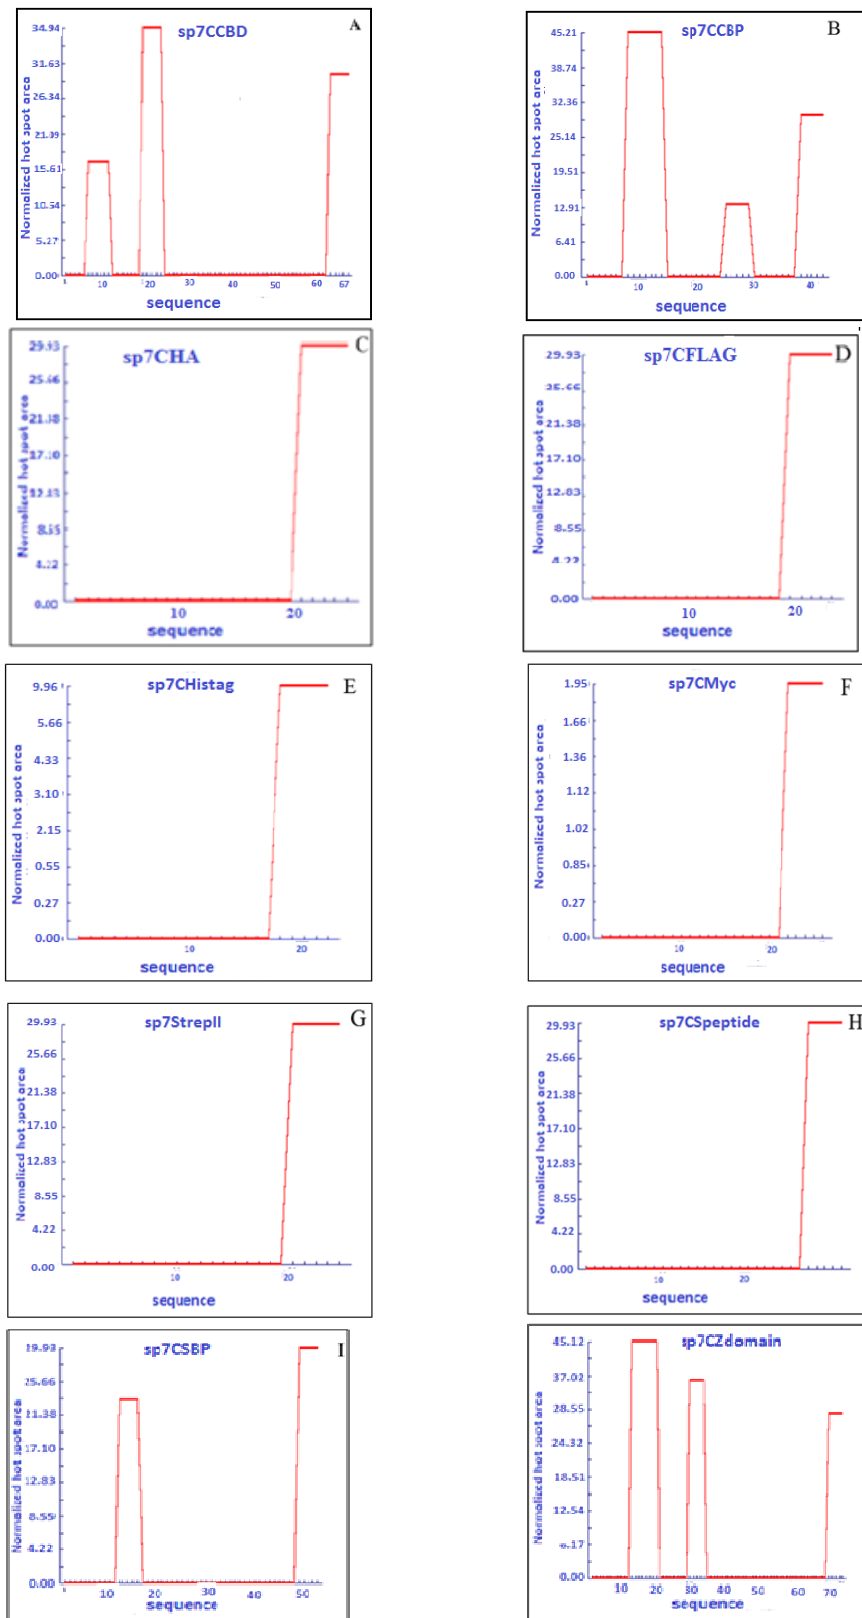 sp7CCBD
A
34.94
31.63
26.34
21.09
15.61
10.54
5.27
0.00
Normalized hot spot area
1 10 20 30 40 50 60 67
sequence
sp7CCBP
B
45.21
38.74
32.36
25.14
19.51
12.91
6.41
0.00
Normalized hot spot area
1 10 20 30 40
sequence
sp7CHA
C
29.93
25.66
21.38
17.10
8.55
4.22
0.00
Normalized hot spot area
10 20
sequence
sp7CFLAG
D
29.93
25.66
21.38
17.10
12.83
8.55
4.22
0.00
Normalized hot spot area
10 20
sequence
sp7CHistag
E
9.96
5.66
4.33
3.10
2.15
0.55
0.27
0.00
Normalized hot spot area
10 20
sequence
sp7CMyc
F
1.95
1.66
1.36
1.12
1.02
0.85
0.27
0.00
Normalized hot spot area
10 20
sequence
sp7StrepII
G
29.93
25.66
21.38
17.10
12.83
8.55
4.22
0.00
Normalized hot spot area
10 20
sequence
sp7CSpeptide
H
29.93
25.66
21.38
17.10
12.83
8.55
4.22
0.00
Normalized hot spot area
10 20
sequence
sp7CSBP
I
19.93
25.66
21.38
17.10
12.83
8.55
4.22
0.00
Normalized hot spot area
1 10 20 30 40 50
sequence
sp7CZdomain
45.12
37.02
28.55
24.32
18.51
12.54
6.17
0.00
Normalized hot spot area
10 20 30 40 50 60 70
sequence